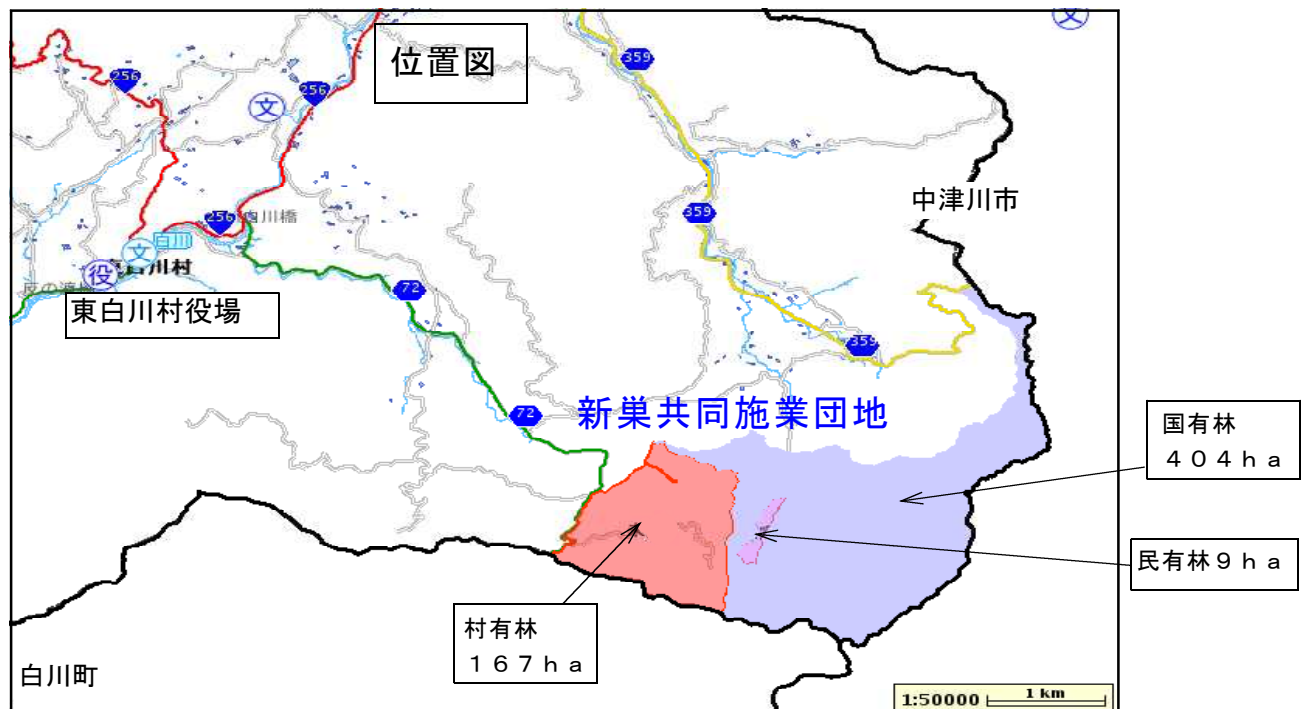 位置図
文
359
256
256
文
中津川市
359
256
白川橋
白川
文
役
東白川村
東白川村役場
72
359
72
新巣共同施業団地
国有林
４０４ｈａ
民有林９ｈａ
村有林
１６７ｈａ
白川町
1:50000
1 km